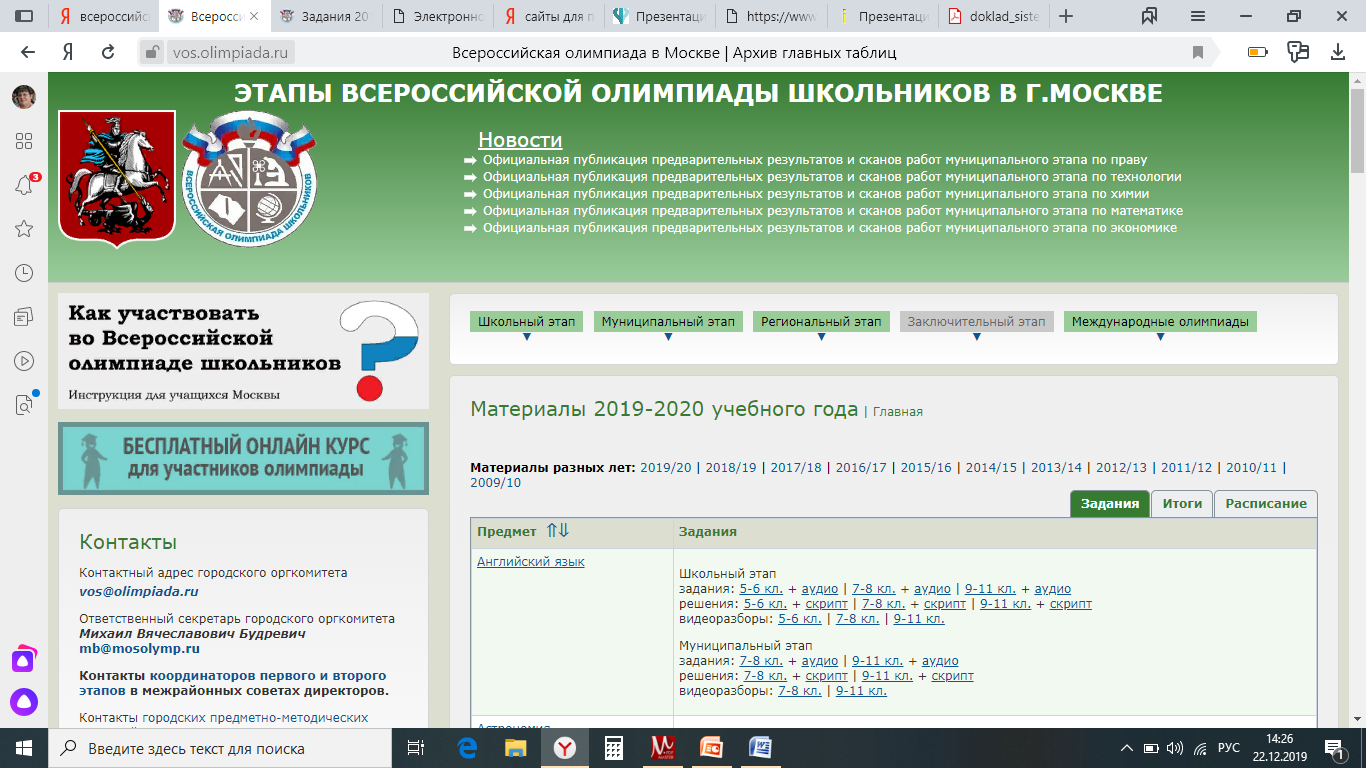 всероссийс
Всеросси
Задания 20
Электронно
сайты для п
Презентаци
https://www
Презентаци
doklad_siste
vos.olimpiada.ru
Всероссийская олимпиада в Москве | Архив главных таблиц
ЭТАПЫ ВСЕРОССИЙСКОЙ ОЛИМПИАДЫ ШКОЛЬНИКОВ В Г.МОСКВЕ
ВСЕРОССИЙСКАЯ ОЛИМПИАДА ШКОЛЬНИКОВ
Новости
Официальная публикация предварительных результатов и сканов работ муниципального этапа по праву
Официальная публикация предварительных результатов и сканов работ муниципального этапа по технологии
Официальная публикация предварительных результатов и сканов работ муниципального этапа по химии
Официальная публикация предварительных результатов и сканов работ муниципального этапа по математике
Официальная публикация предварительных результатов и сканов работ муниципального этапа по экономике
3
Как участвовать
во Всероссийской
олимпиаде школьников
Инструкция для учащихся Москвы
БЕСПЛАТНЫЙ ОНЛАЙН КУРС
для участников олимпиады
Контакты
Контактный адрес городского оргкомитета
vos@olimpiada.ru
Ответственный секретарь городского оргкомитета
Михаил Вячеславович Будревич
mb@mosolymp.ru
Контакты координаторов первого и второго
этапов в межрайонных советах директоров.
Контакты городских предметно-методических
Школьный этап
Муниципальный этап
Региональный этап
Заключительный этап
Международные олимпиады
Материалы 2019-2020 учебного года | Главная
Материалы разных лет: 2019/20 | 2018/19 | 2017/18 | 2016/17 | 2015/16 | 2014/15 | 2013/14 | 2012/13 | 2011/12 | 2010/11 |
2009/10
Задания
Итоги
Расписание
Предмет
Задания
Английский язык
Школьный этап
задания: 5-6 кл. + аудио | 7-8 кл. + аудио | 9-11 кл. + аудио
решения: 5-6 кл. + скрипт | 7-8 кл. + скрипт | 9-11 кл. + скрипт
видеоразборы: 5-6 кл. | 7-8 кл. | 9-11 кл.
Муниципальный этап
задания: 7-8 кл. + аудио | 9-11 кл. + аудио
решения: 7-8 кл. + скрипт | 9-11 кл. + скрипт
видеоразборы: 7-8 кл. | 9-11 кл.
Астрономия
Введите здесь текст для поиска
РУС
14:26
22.12.2019
1